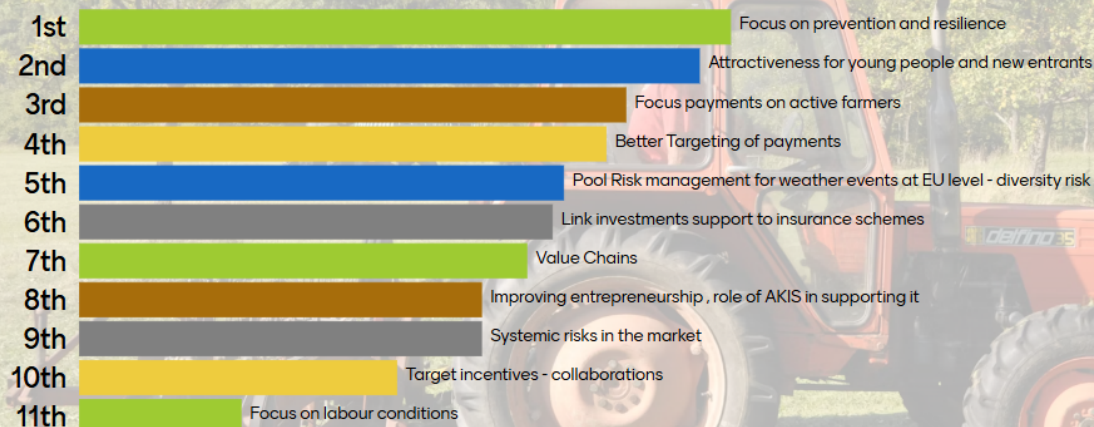 1st Focus on prevention and resilience
2nd Attractiveness for young people and new entrants
3rd Focus payments on active farmers
4th Better Targeting of payments
5th Pool Risk management for weather events at EU level - diversity risk
6th Link investments support to insurance schemes
delfino 35
7th Value Chains
8th Improving entrepreneurship , role of AKIS in supporting it
9th Systemic risks in the market
10th Target incentives - collaborations
11th Focus on labour conditions